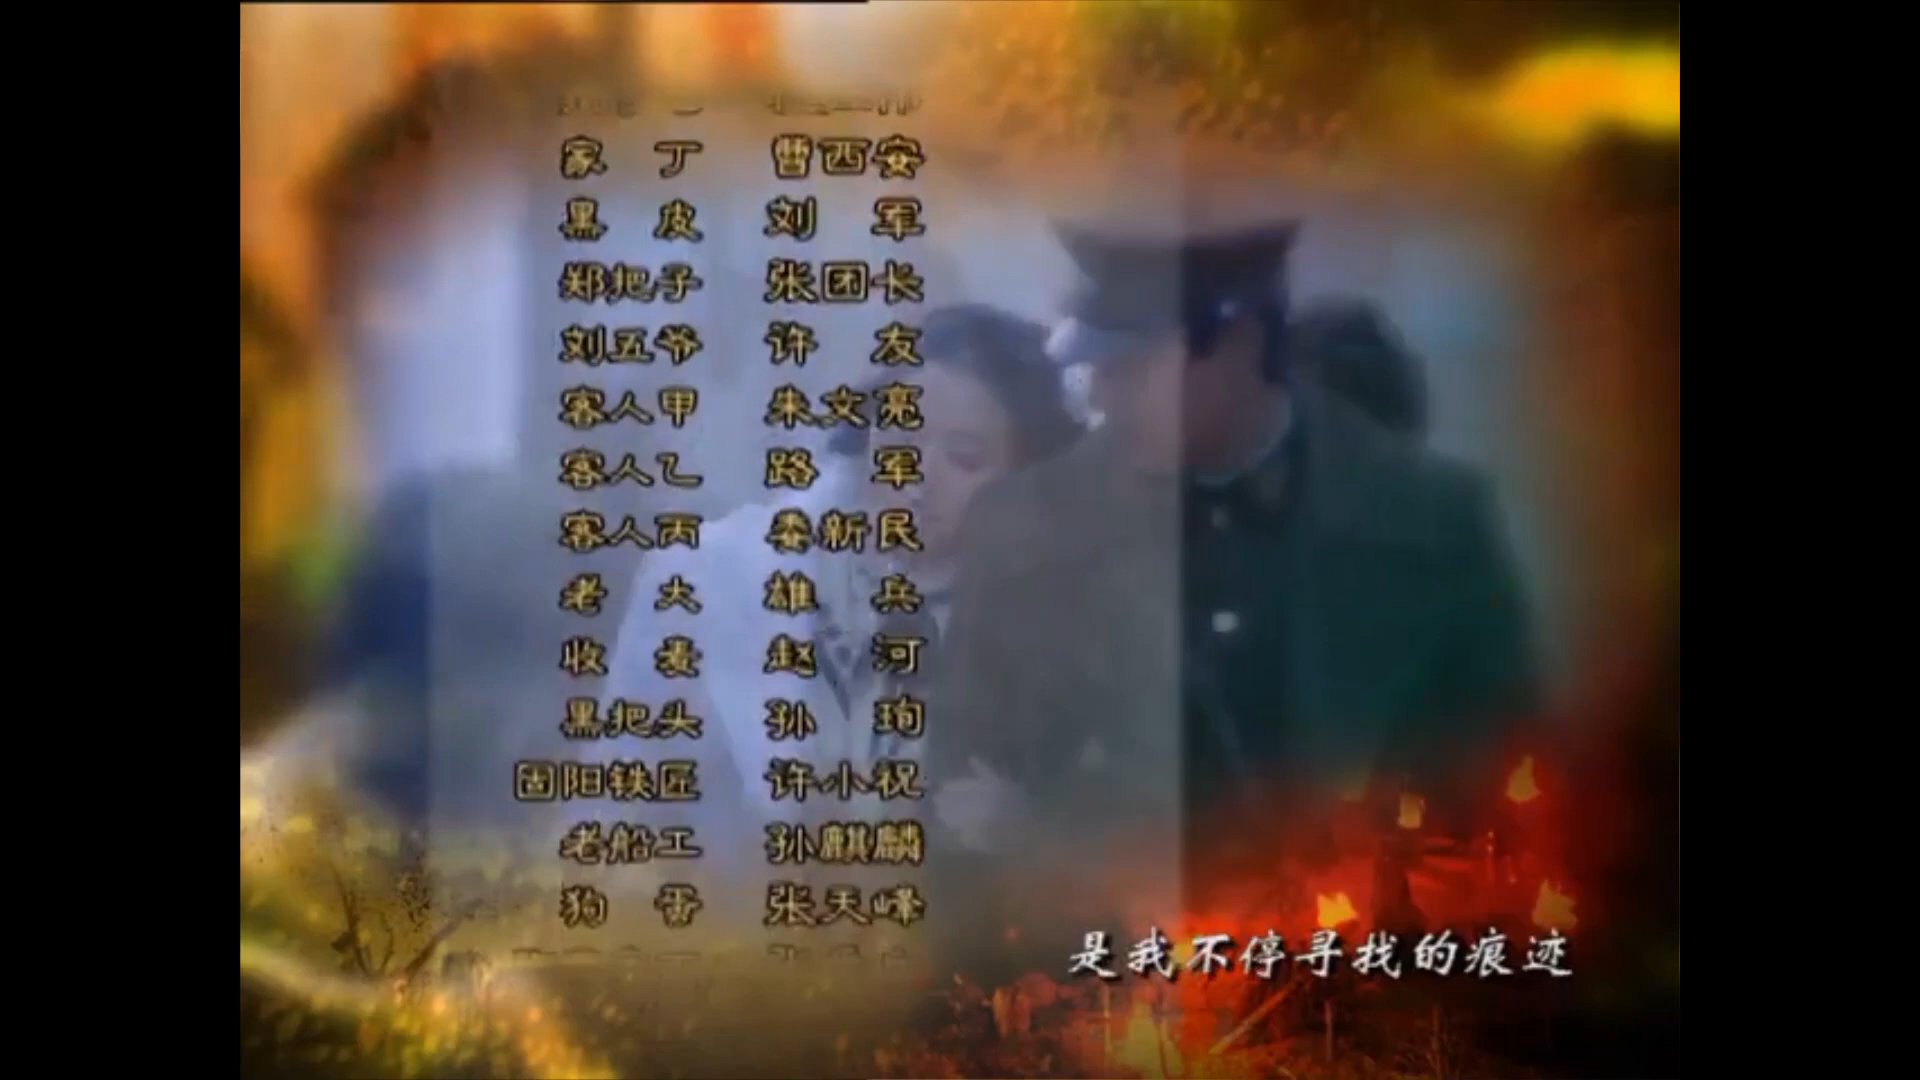 家丁 曹西安
黑皮 刘军
郑把子 张团长
刘五爷 许友
客人甲 朱文亮
客人乙 路军
客人丙 娄新民
老大 雄兵
收麦 赵河
黑把头 孙珣
固阳铁匠 许小祝
老船工 孙麒麟
狗蛋 张天峰
是我不停寻找的痕迹